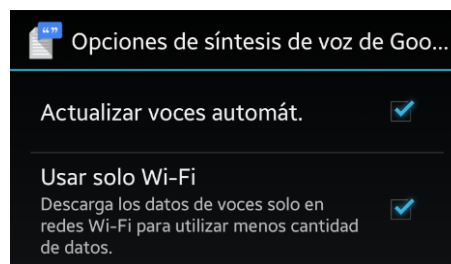 Opciones de síntesis de voz de Goo...
Actualizar voces automát.
Usar solo Wi-Fi
Descarga los datos de voces solo en
redes Wi-Fi para utilizar menos cantidad
de datos.